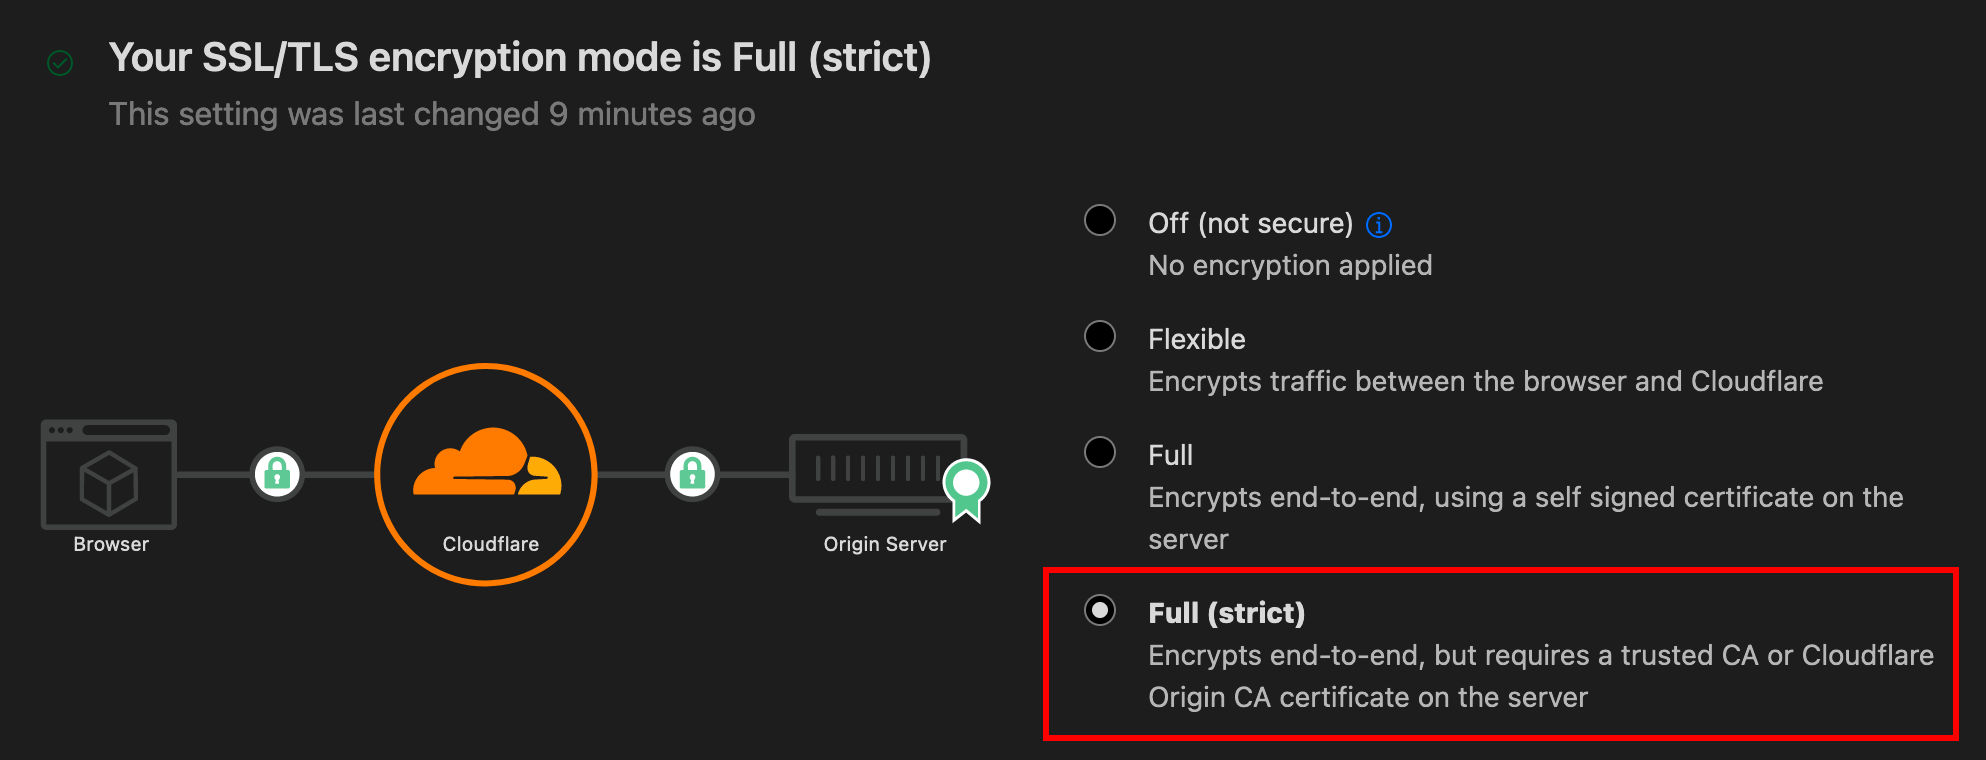 Your SSL/TLS encryption mode is Full (strict)
This setting was last changed 9 minutes ago
Off (not secure)
No encryption applied
Flexible
Encrypts traffic between the browser and Cloudflare
Full
Encrypts end-to-end, using a self signed certificate on the
server
Full (strict)
Encrypts end-to-end, but requires a trusted CA or Cloudflare
Origin CA certificate on the server
Browser
Cloudflare
Origin Server